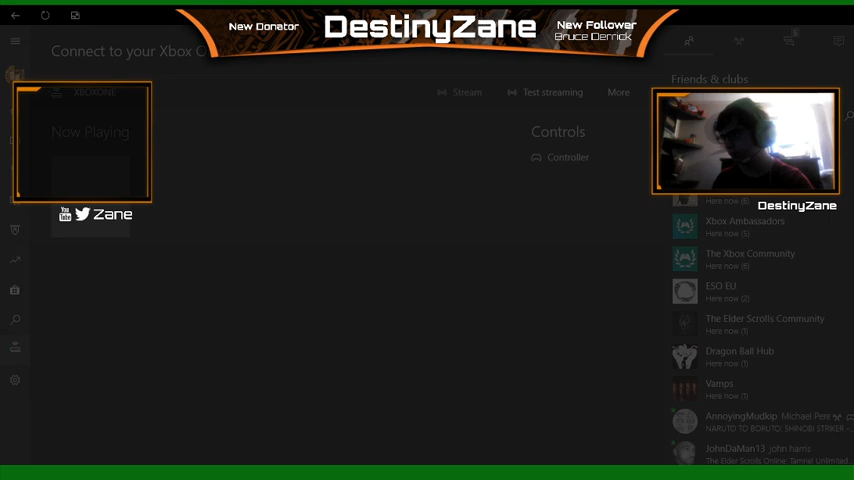 New Donator
DestinyZane
New Follower
Bruce Derrick
Connect to your Xbox
XBOXONE
Stream
Test streaming
More
Now Playing
Controls
Controller
You
Tube
Zane
Friends & clubs
DestinyZane
Here now (6)
Xbox Ambassadors
Here now (5)
The Xbox Community
Here now (6)
ESO EU
Here now (2)
The Elder Scrolls Community
Here now (1)
Dragon Ball Hub
Here now (1)
Vamps
Here now (1)
AnnoyingMudkip Michael Pere
NARUTO TO BORUTO: SHINOBI STRIKER –
JohnDaMan13 john harris
The Elder Scrolls Online: Tamriel Unlimited